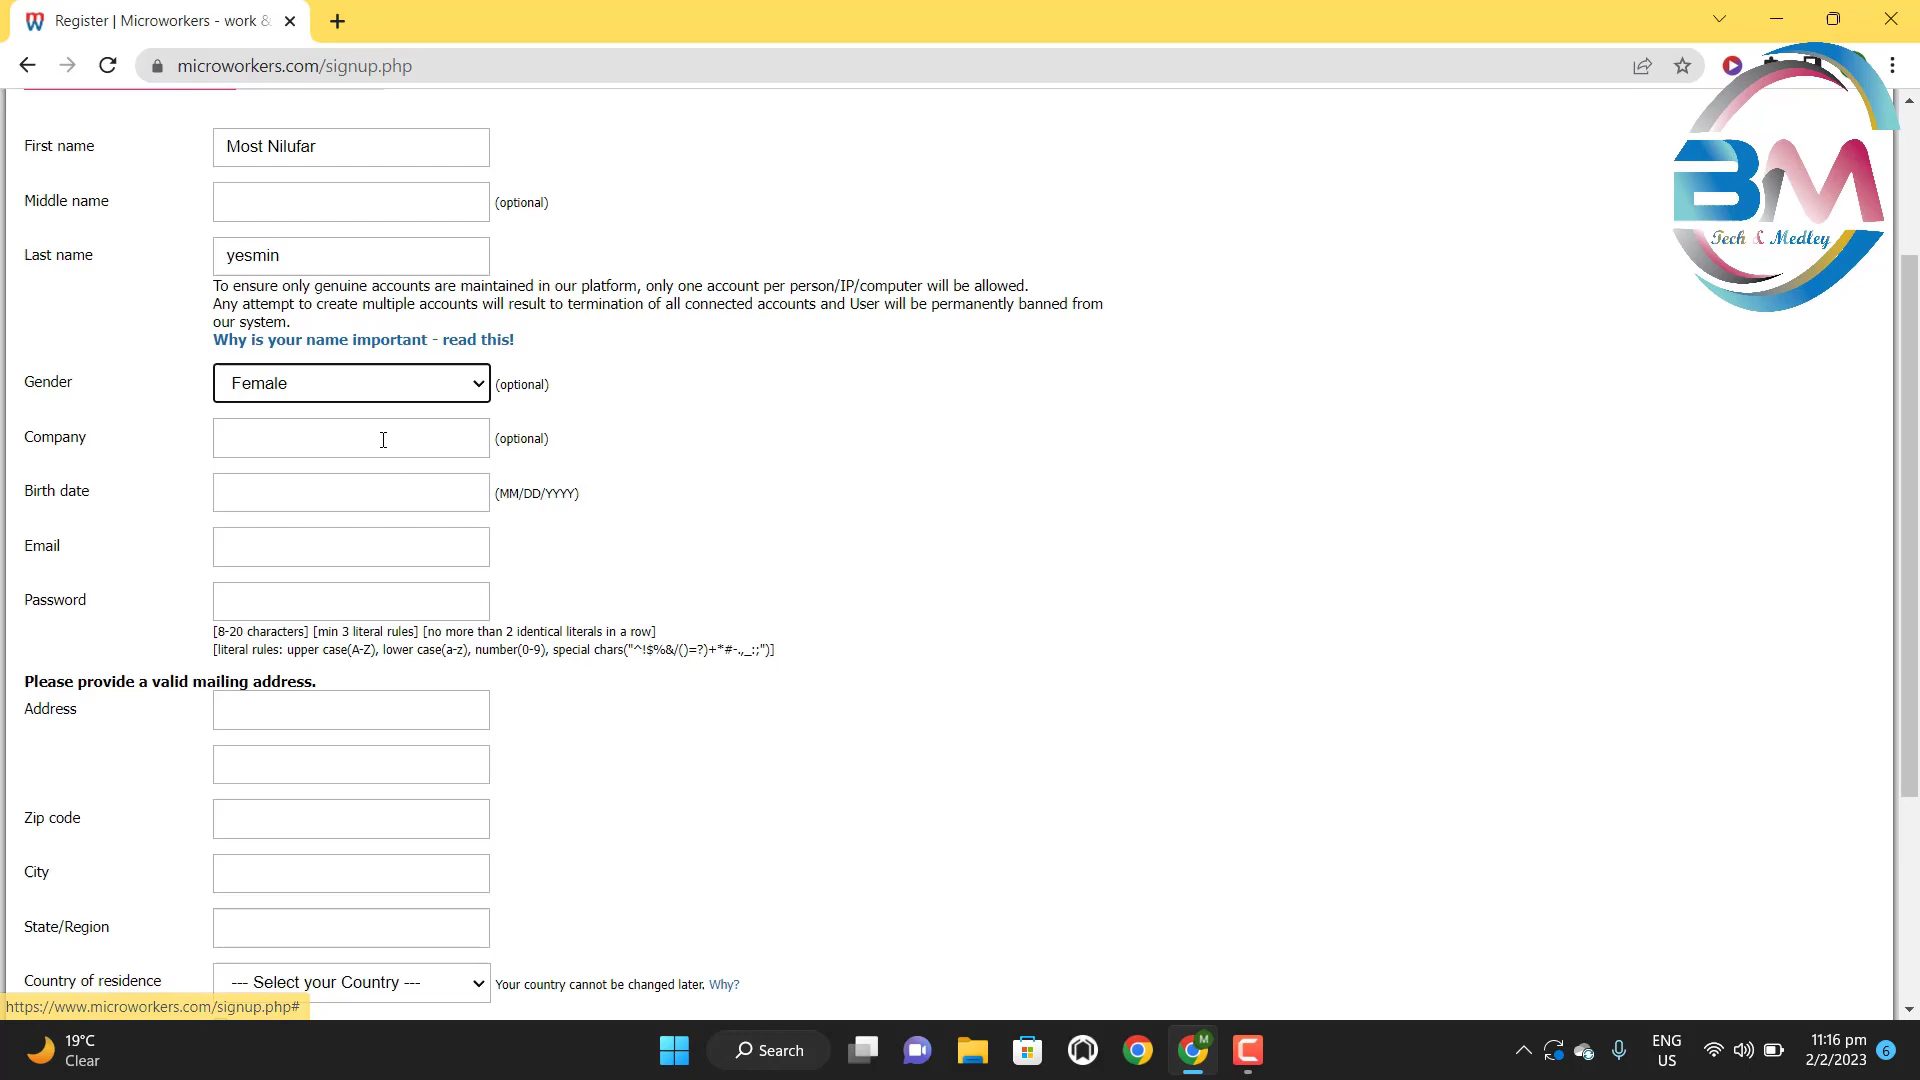 Register | Microworkers - work &
microworkers.com/signup.php
BM
Tech & Medley
First name
Most Nilufar
Middle name
(optional)
Last name
yesmin
To ensure only genuine accounts are maintained in our platform, only one account per person/IP/computer will be allowed.
Any attempt to create multiple accounts will result to termination of all connected accounts and User will be permanently banned from
our system.
Why is your name important - read this!
Gender
Female
(optional)
Company
(optional)
Birth date
(MM/DD/YYYY)
Email
Password
[8-20 characters] [min 3 literal rules] [no more than 2 identical literals in a row]
[literal rules: upper case(A-Z), lower case(a-z), number(0-9), special chars("^!$%&/()=?)+*#-.,_:;")]
Please provide a valid mailing address.
Address
Zip code
City
State/Region
Country of residence
--- Select your Country ---
Your country cannot be changed later. Why?
https://www.microworkers.com/signup.php#
19°C
Clear
Search
M
ENG
US
11:16 pm
2/2/2023
6